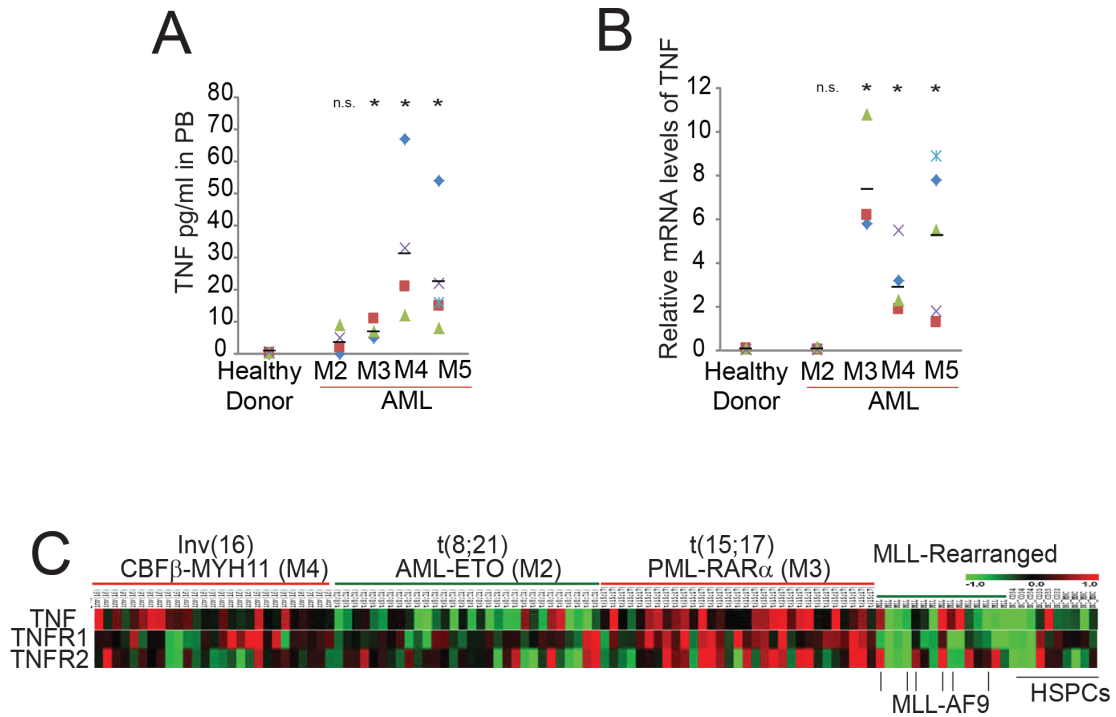 A
TNF pg/ml in PB
80
70
60
50
40
30
20
10
0
n.s. * * *
Healthy Donor
M2 M3 M4 M5
AML
B
Relative mRNA levels of TNF
12
10
8
6
4
2
0
n.s. * * *
Healthy Donor
M2 M3 M4 M5
AML
C
Inv(16)
CBFβ-MYH11 (M4)
t(8;21)
AML-ETO (M2)
t(15;17)
PML-RARα (M3)
MLL-Rearranged
-1.0 0.0 1.0
TNF
TNFR1
TNFR2
MLL-AF9
HSPCs